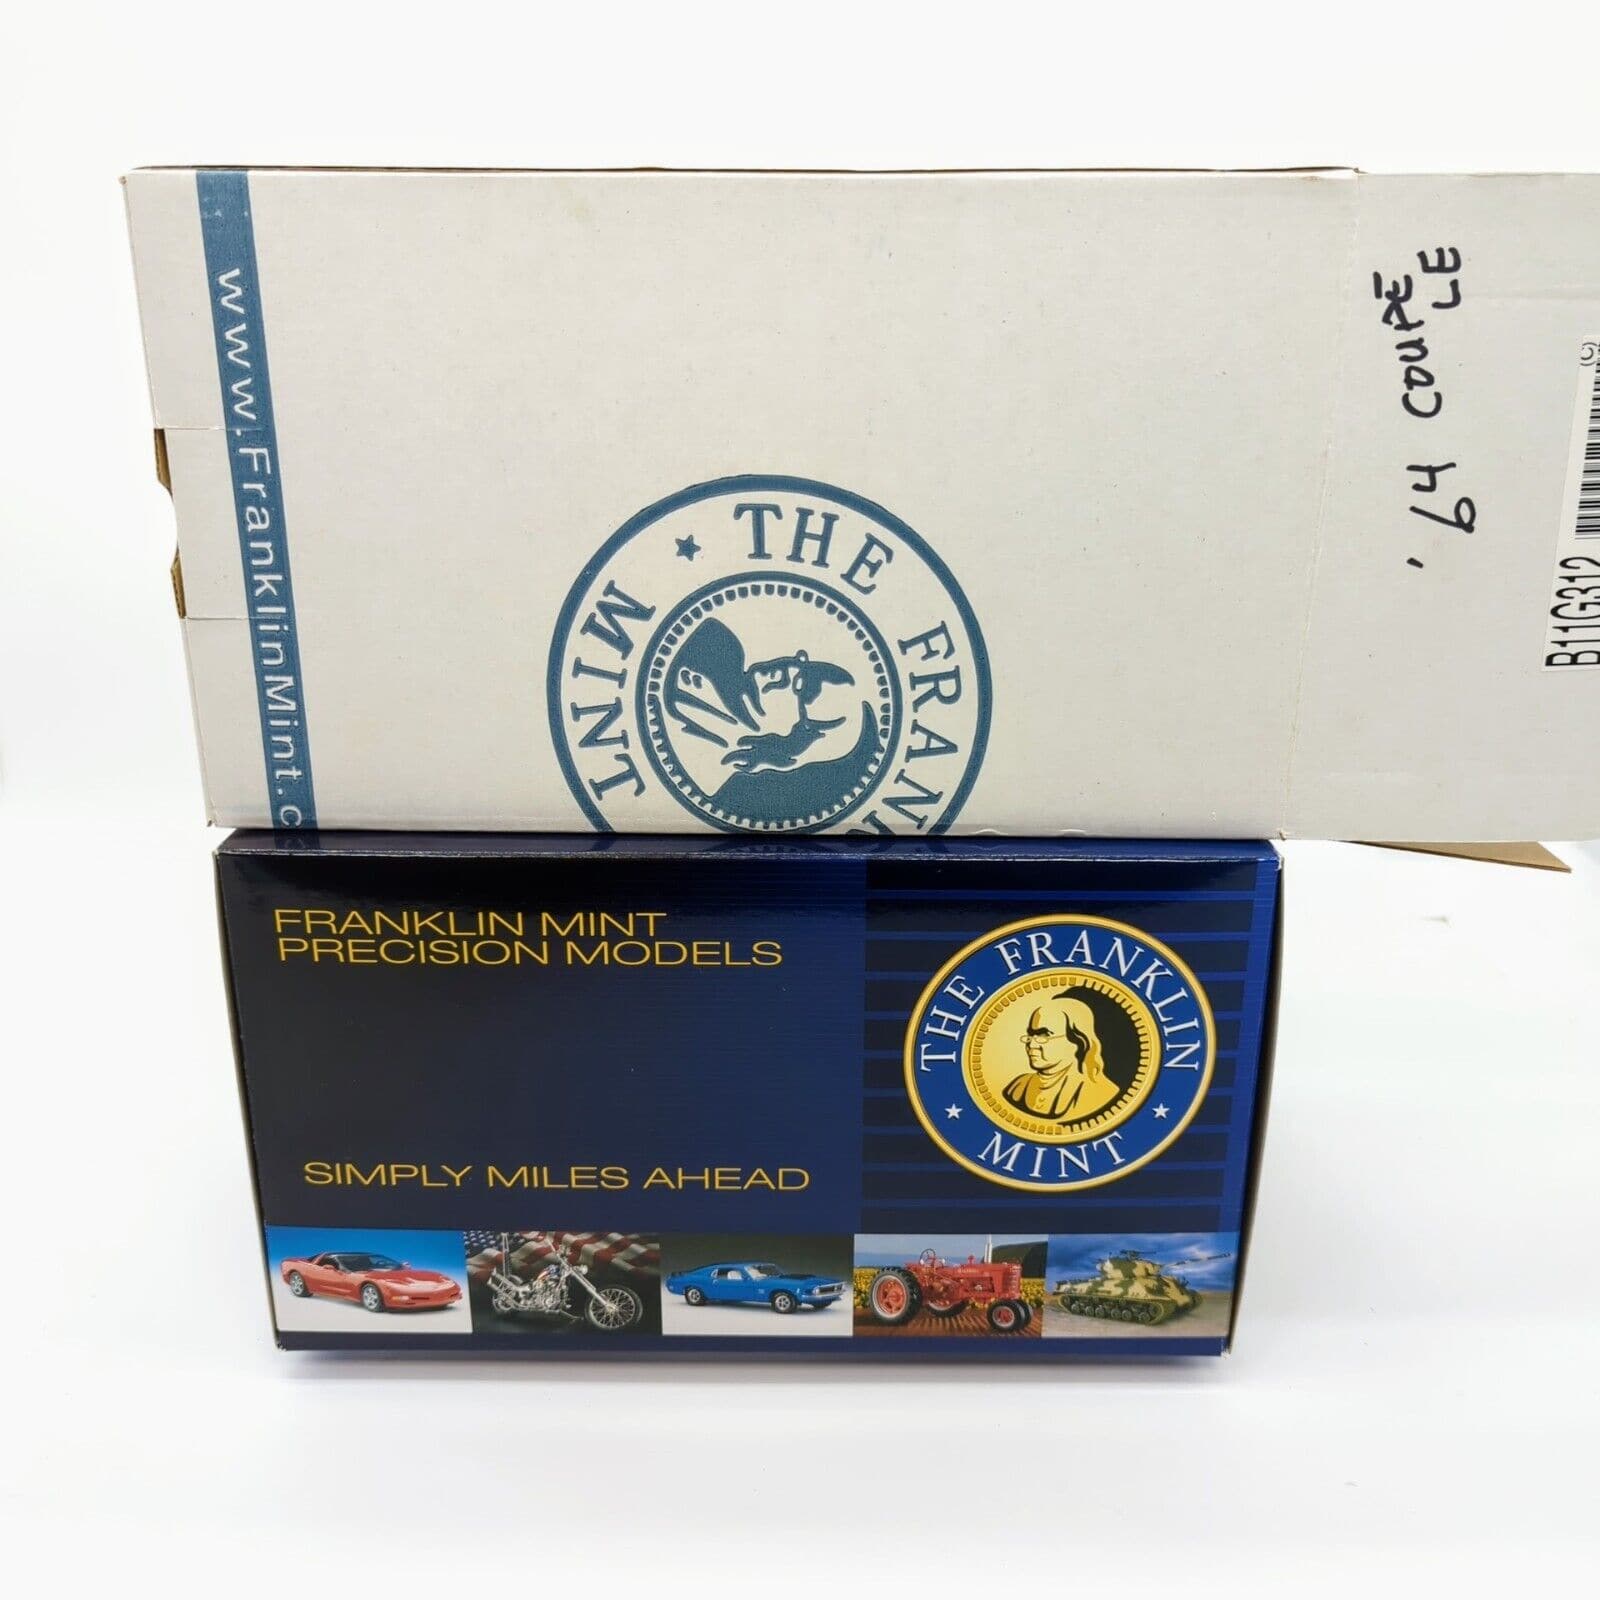 www.FranklinMint.c
THE FRANK
MINT
'64 COUPE
LE
B11G312
FRANKLIN MINT
PRECISION MODELS
THE FRANKLIN
MINT
SIMPLY MILES AHEAD